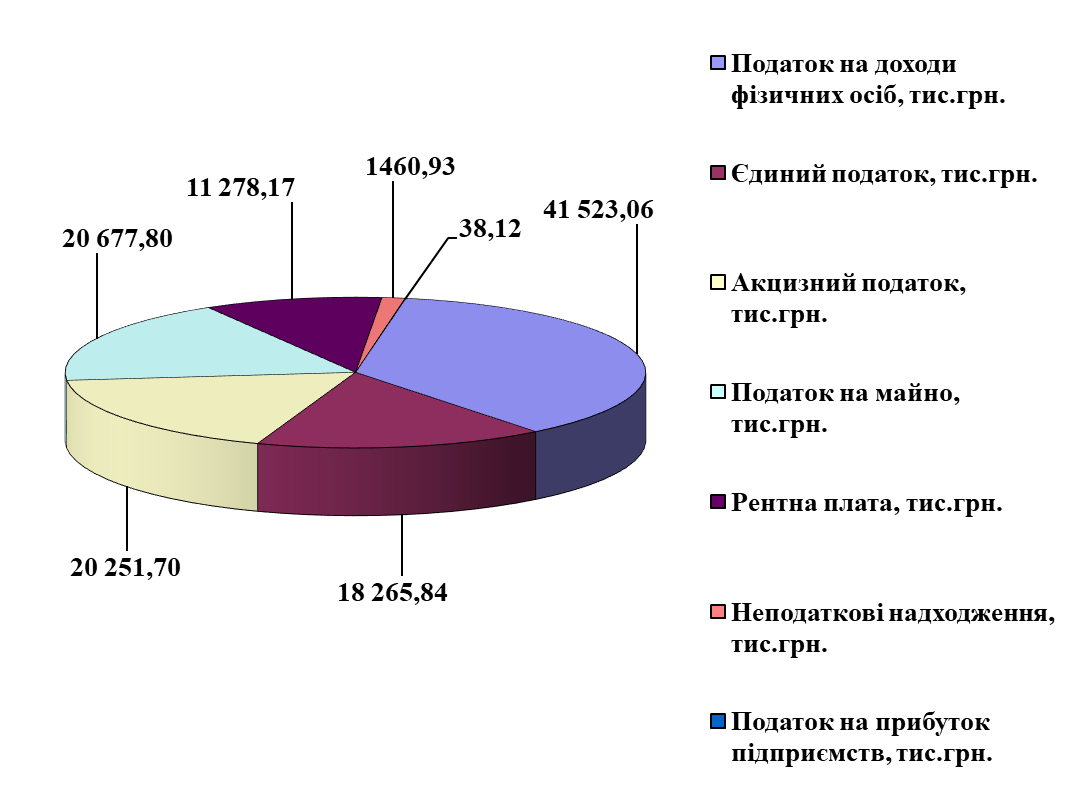 1460,93
11 278,17
41 523,06
38,12
20 677,80
20 251,70
18 265,84
Податок на доходи
фізичних осіб, тис.грн.
Єдиний податок, тис.грн.
Акцизний податок,
тис.грн.
Податок на майно,
тис.грн.
Рентна плата, тис.грн.
Неподаткові надходження,
тис.грн.
Податок на прибуток
підприємств, тис.грн.